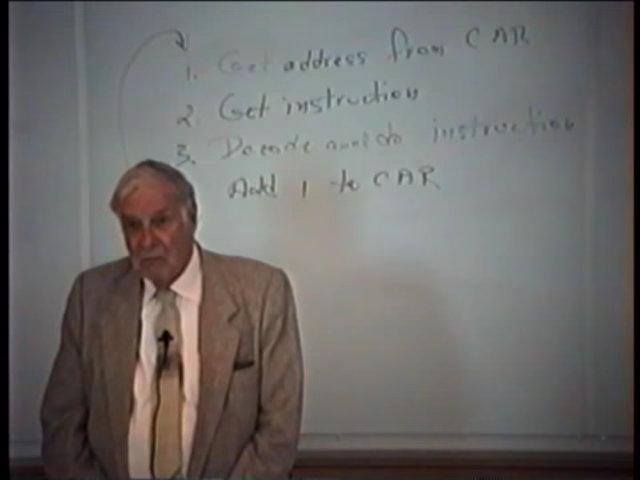 1. Get address from CAR
2. Get instruction
3. Decode and do instruction
Add 1 to CAR